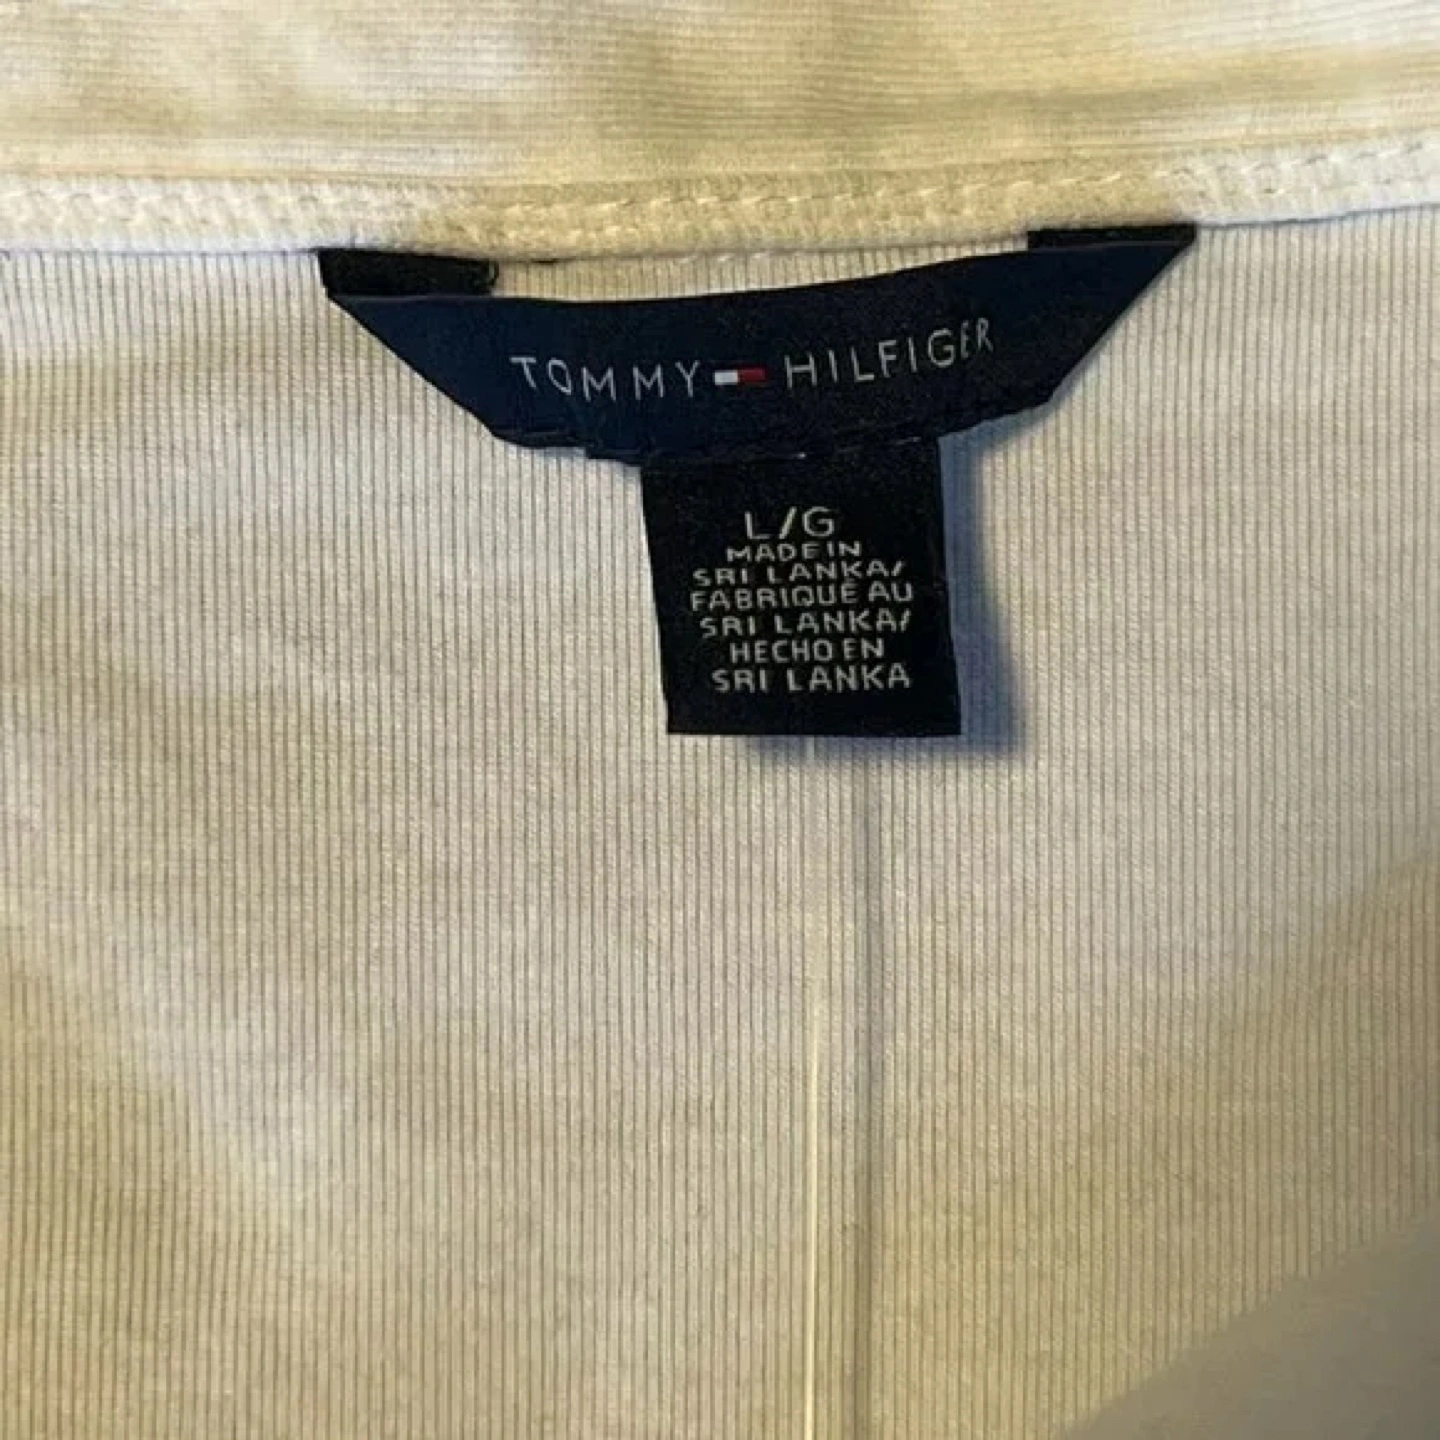 TOMMY HILFIGER
L/G
MADE IN
SRI LANKA/
FABRIQUÉ AU
SRI LANKA/
HECHO EN
SRI LANKA